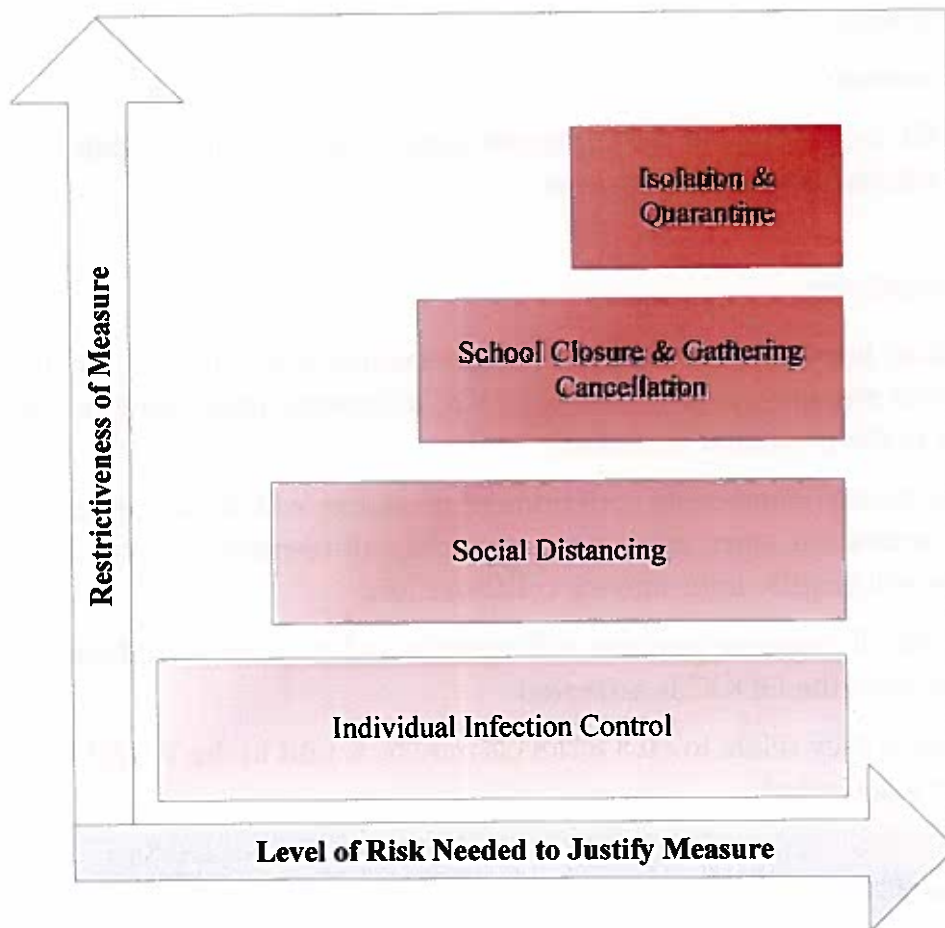 Isolation &
Quarantine
School Closure & Gathering
Cancellation
Social Distancing
Individual Infection Control
Restrictiveness of Measure
Level of Risk Needed to Justify Measure